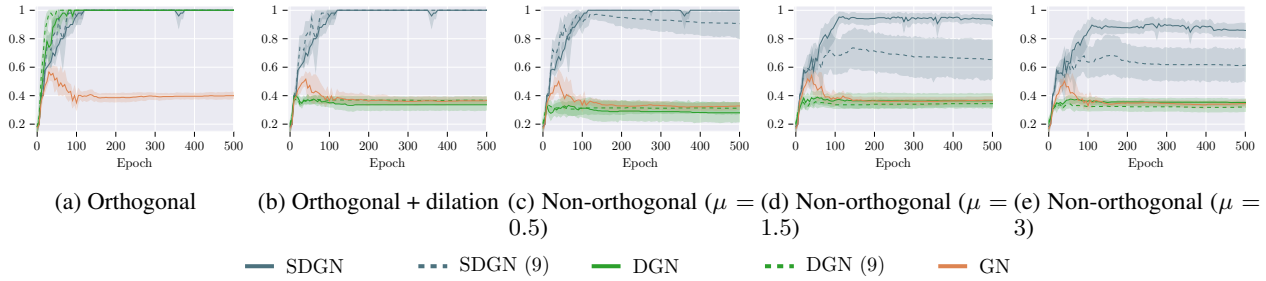 1
0.8
0.6
0.4
0.2
0 100 200 300 400 500
Epoch
1
0.8
0.6
0.4
0.2
0 100 200 300 400 500
Epoch
1
0.8
0.6
0.4
0.2
0 100 200 300 400 500
Epoch
1
0.8
0.6
0.4
0.2
0 100 200 300 400 500
Epoch
1
0.8
0.6
0.4
0.2
0 100 200 300 400 500
Epoch
(a) Orthogonal
(b) Orthogonal + dilation
(c) Non-orthogonal (μ =
0.5)
(d) Non-orthogonal (μ =
1.5)
(e) Non-orthogonal (μ =
3)
SDGN SDGN (9) DGN DGN (9) GN